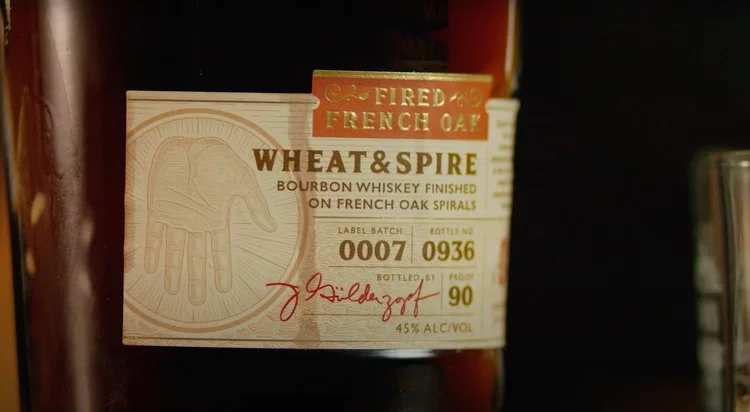 FIRED
FRENCH OAK
WHEAT&SPIRE
BOURBON WHISKEY FINISHED
ON FRENCH OAK SPIRALS
LABEL BATCH BOTTLE NO.
0007 0936
BOTTLED BY PROOF
90
45% ALC/VOL